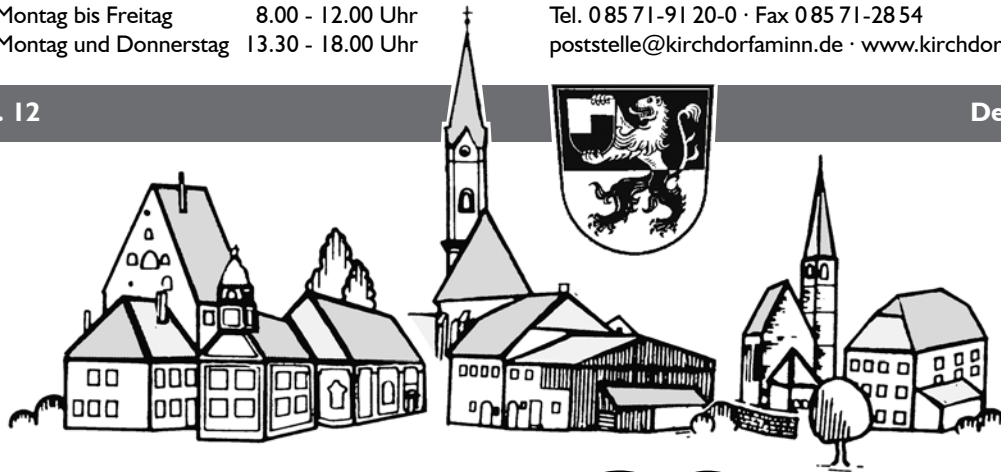 Montag bis Freitag 8.00 - 12.00 Uhr
Montag und Donnerstag 13.30 - 18.00 Uhr
Tel. 0 85 71-91 20-0 · Fax 0 85 71-28 54
poststelle@kirchdorfaminn.de · www.kirchdor
. 12
De